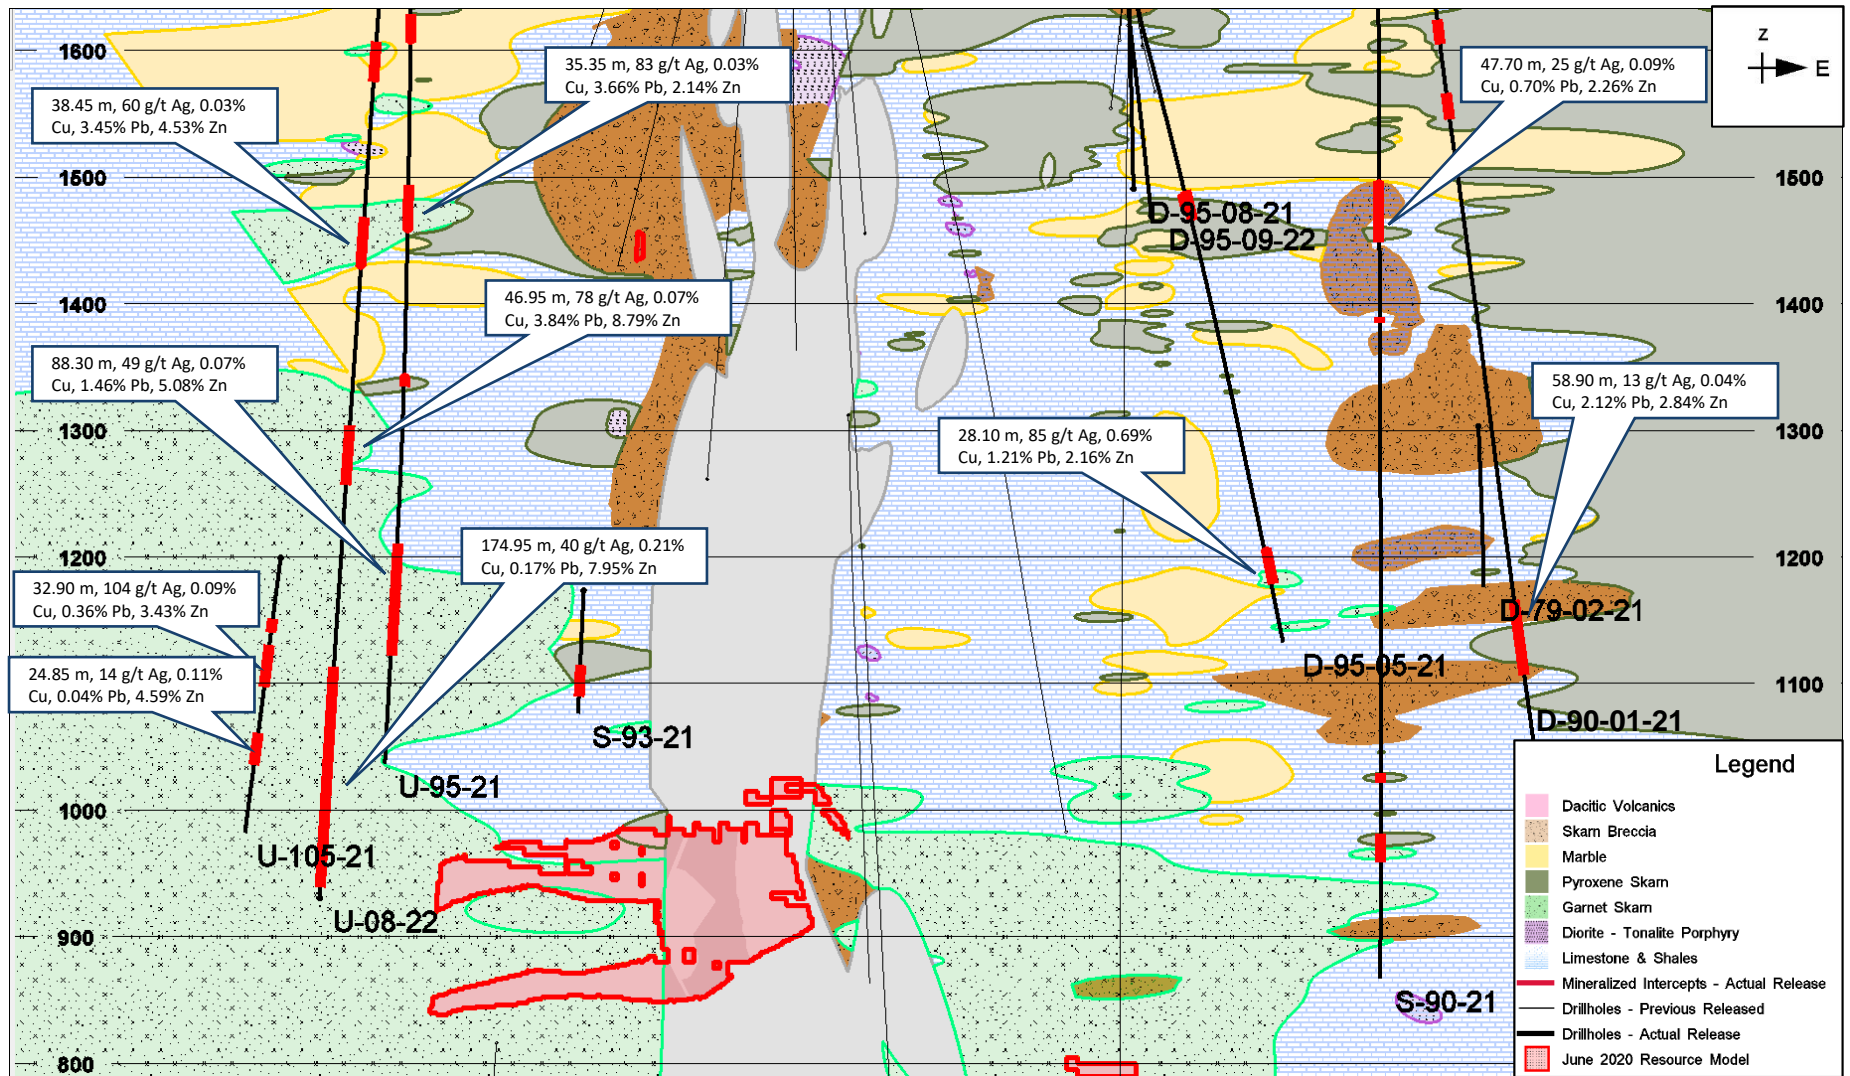 1600
1500
1400
1300
1200
1100
1000
900
800
1500
1400
1300
1200
1100
z
E
35.35 m, 83 g/t Ag, 0.03%
Cu, 3.66% Pb, 2.14% Zn
47.70 m, 25 g/t Ag, 0.09%
Cu, 0.70% Pb, 2.26% Zn
38.45 m, 60 g/t Ag, 0.03%
Cu, 3.45% Pb, 4.53% Zn
46.95 m, 78 g/t Ag, 0.07%
Cu, 3.84% Pb, 8.79% Zn
88.30 m, 49 g/t Ag, 0.07%
Cu, 1.46% Pb, 5.08% Zn
58.90 m, 13 g/t Ag, 0.04%
Cu, 2.12% Pb, 2.84% Zn
28.10 m, 85 g/t Ag, 0.69%
Cu, 1.21% Pb, 2.16% Zn
174.95 m, 40 g/t Ag, 0.21%
Cu, 0.17% Pb, 7.95% Zn
32.90 m, 104 g/t Ag, 0.09%
Cu, 0.36% Pb, 3.43% Zn
24.85 m, 14 g/t Ag, 0.11%
Cu, 0.04% Pb, 4.59% Zn
D-95-08-21
D-95-09-22
D-79-02-21
D-95-05-21
D-90-01-21
S-93-21
U-95-21
U-105-21
U-08-22
S-90-21
Legend
Dacitic Volcanics
Skarn Breccia
Marble
Pyroxene Skarn
Garnet Skarn
Diorite - Tonalite Porphyry
Limestone & Shales
Mineralized Intercepts - Actual Release
Drillholes - Previous Released
Drillholes - Actual Release
June 2020 Resource Model